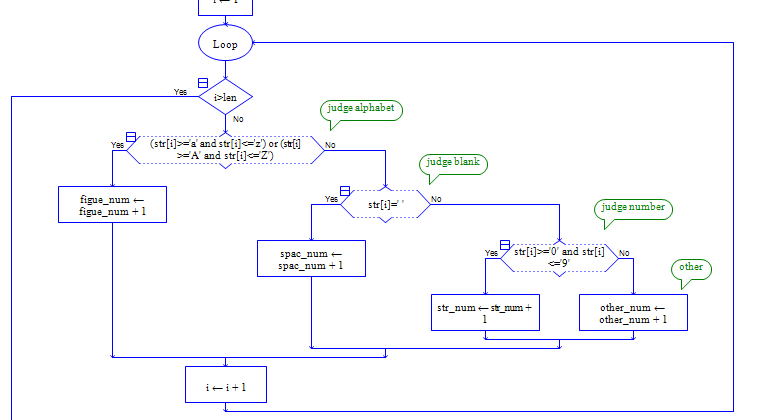 Loop
Yes
i>len
No
judge alphabet
Yes
(str[i]>='a' and str[i]<='z') or (str[i]
>='A' and str[i]<='Z')
No
judge blank
figue_num ←
figue_num + 1
Yes
str[i]=' '
No
judge number
spac_num ←
spac_num + 1
Yes
str[i]>='0' and str[i]
<='9'
No
other
str_num ← str_num +
1
other_num ←
other_num + 1
i ← i + 1